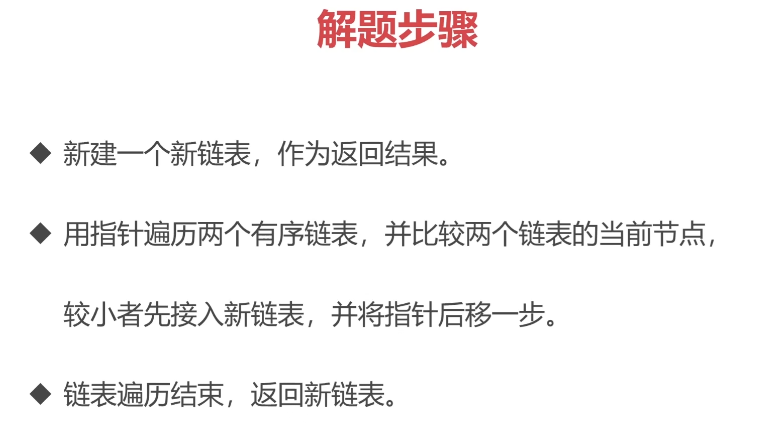 解题步骤
◆ 新建一个新链表，作为返回结果。
◆ 用指针遍历两个有序链表，并比较两个链表的当前节点，
较小者先接入新链表，并将指针后移一步。
◆ 链表遍历结束，返回新链表。